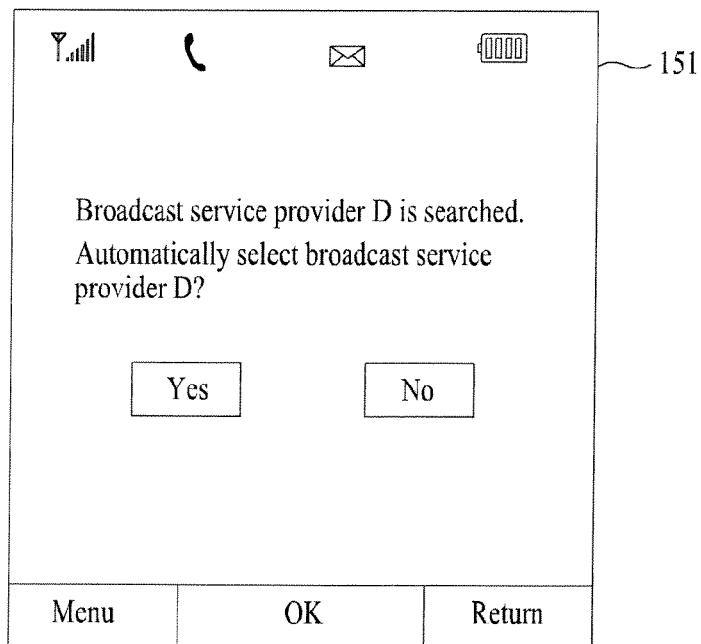 151
Broadcast service provider D is searched.
Automatically select broadcast service
provider D?
Yes No
Menu OK Return